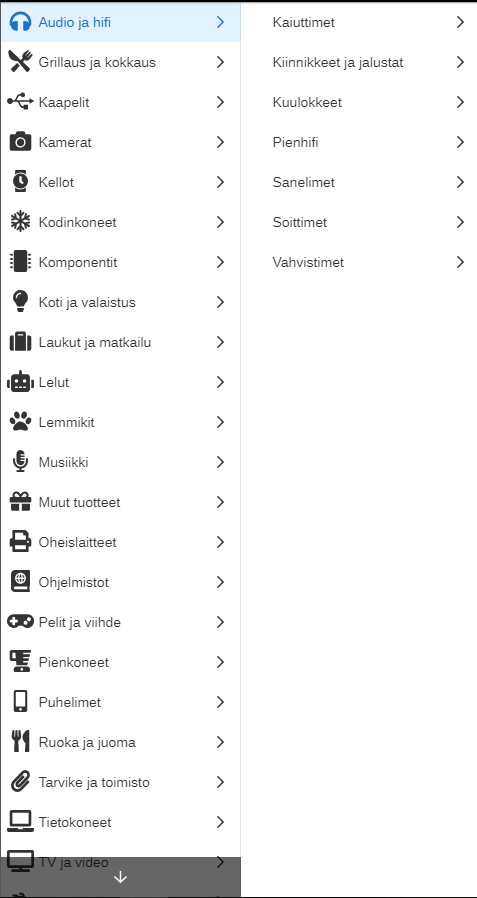 Audio ja hifi
Grillaus ja kokkaus
Kaapelit
Kamerat
Kellot
Kodinkoneet
Komponentit
Koti ja valaistus
Laukut ja matkailu
Lelut
Lemmikit
Musiikki
Muut tuotteet
Oheislaitteet
Ohjelmistot
Pelit ja viihde
Pienkoneet
Puhelimet
Ruoka ja juoma
Tarvike ja toimisto
Tietokoneet
TV ja video
Kaiuttimet
Kiinnikkeet ja jalustat
Kuulokkeet
Pienhifi
Sanelimet
Soittimet
Vahvistimet